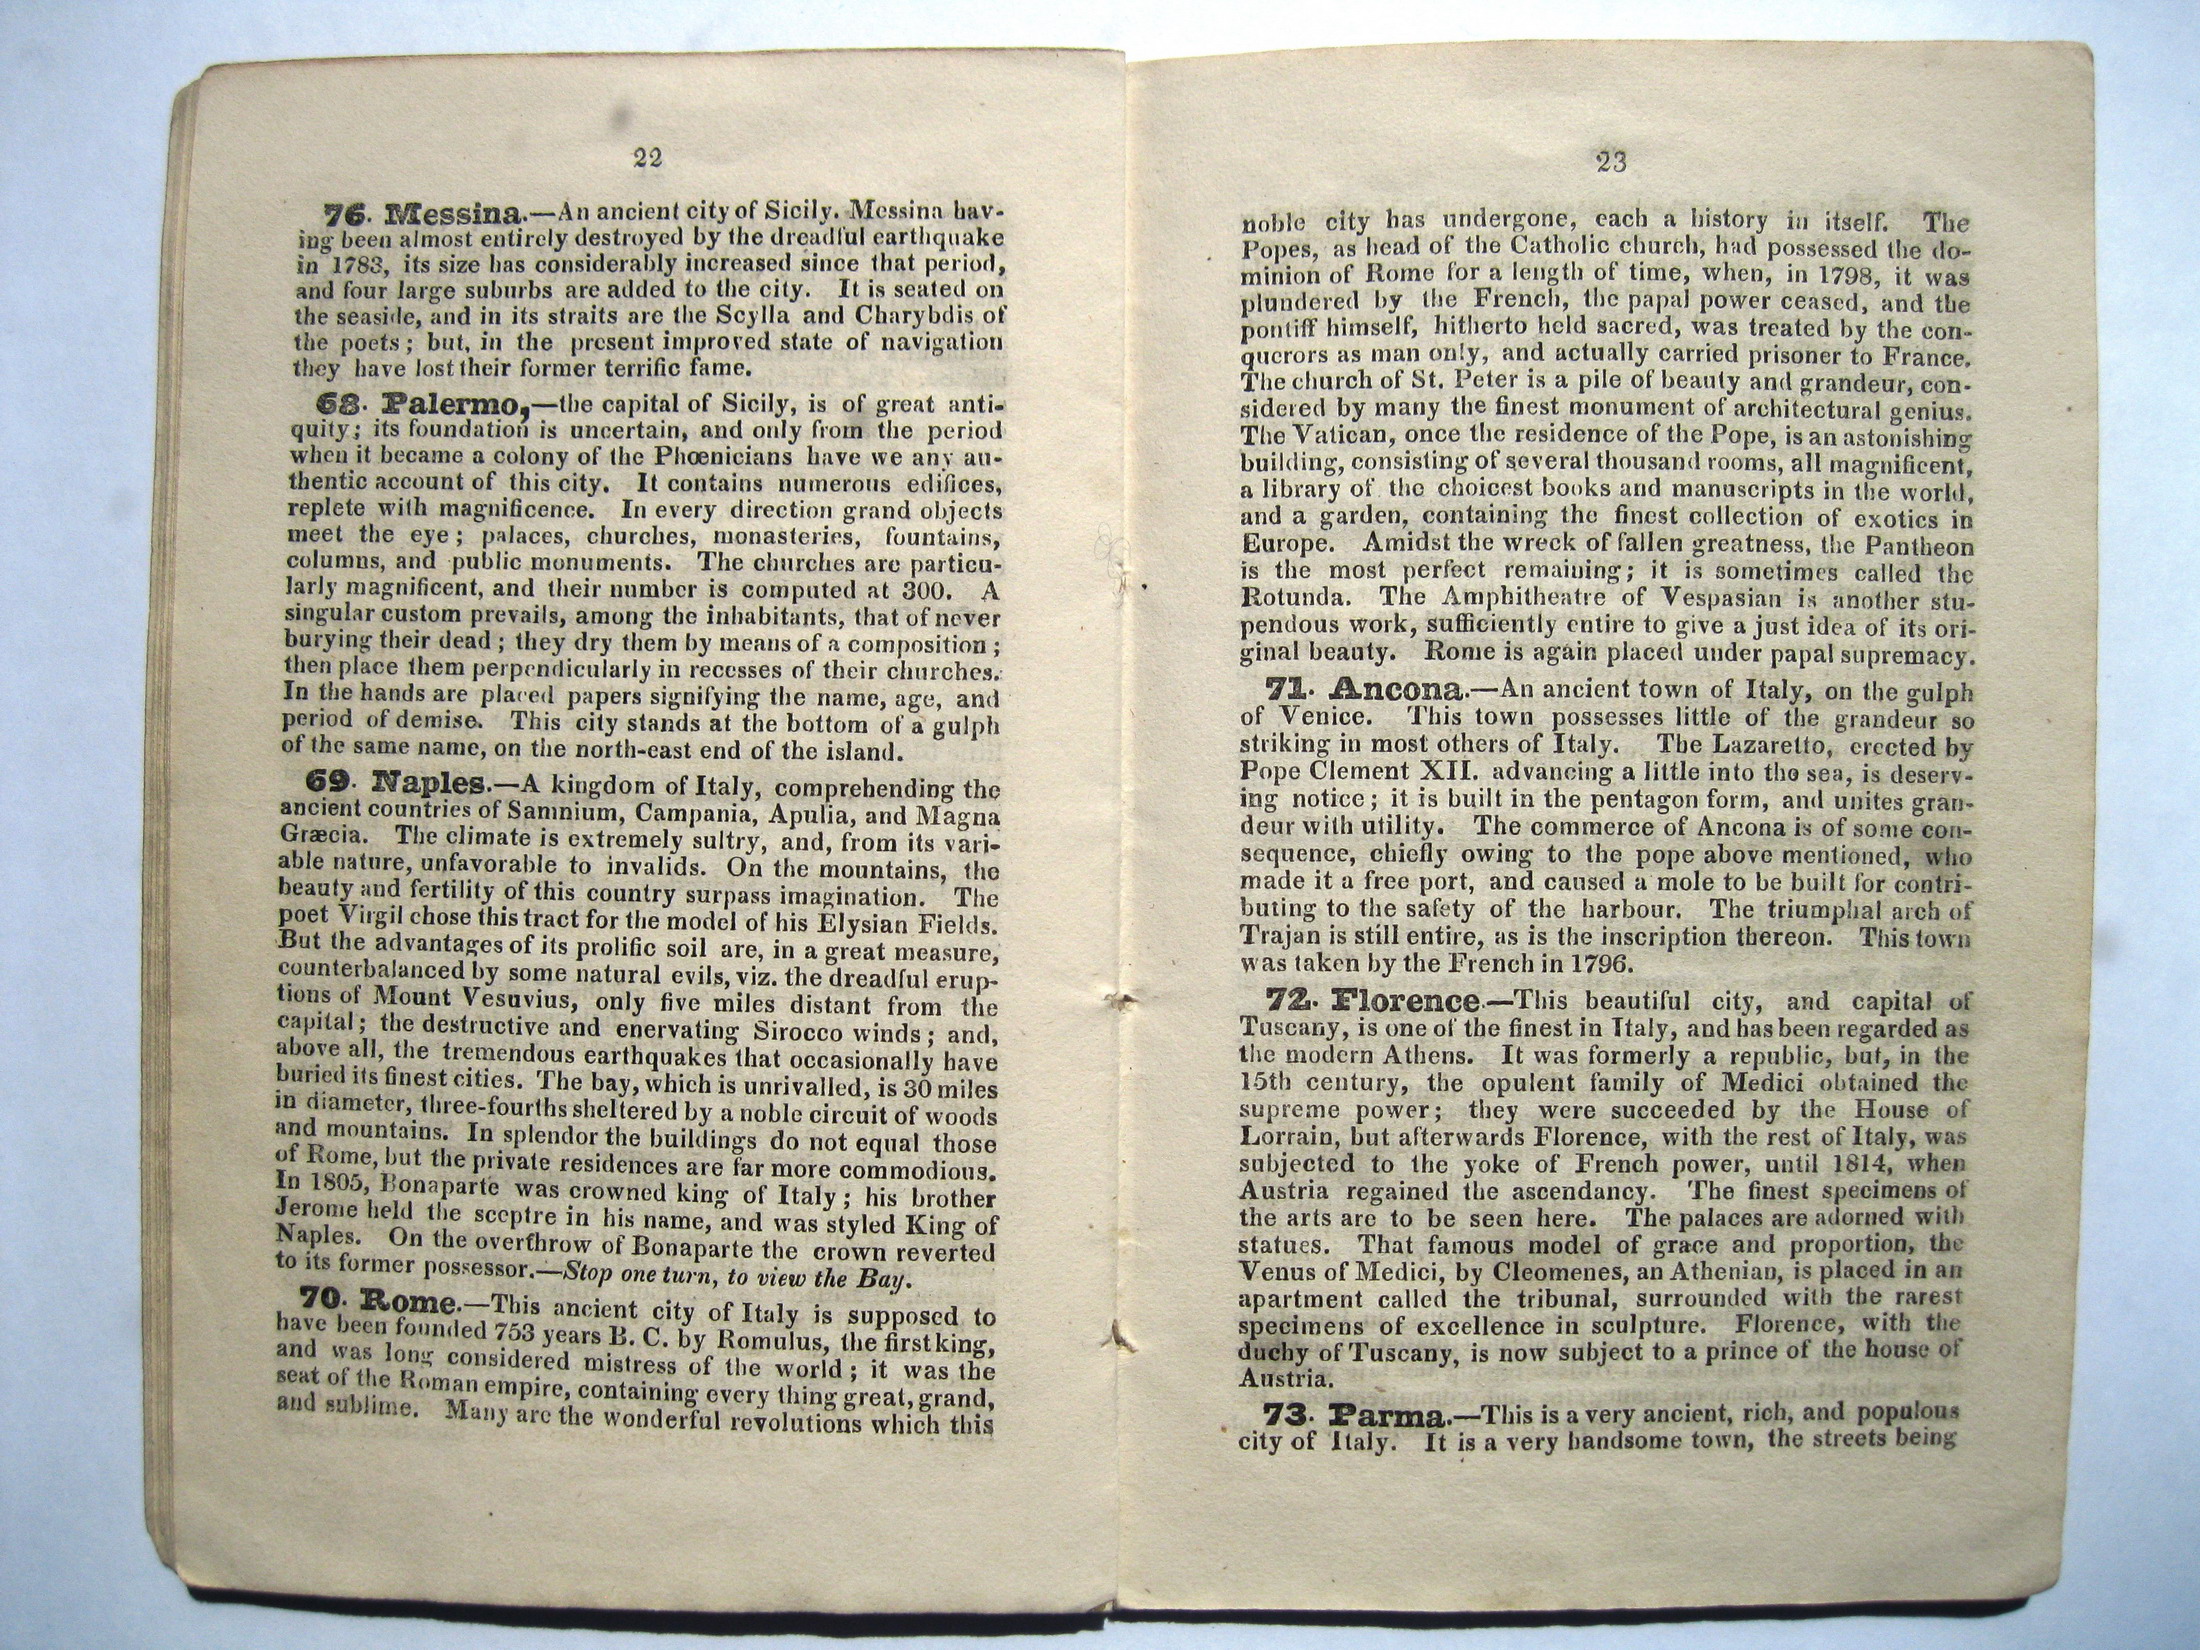 22
76. Messina.—An ancient city of Sicily. Messina hav-
ing been almost entirely destroyed by the dreadful earthquake
in 1783, its size has considerably increased since that period,
and four large suburbs are added to the city. It is seated on
the seaside, and in its straits are the Scylla and Charybdis of
the poets; but, in the present improved state of navigation
they have lost their former terrific fame.
68. Palermo,—the capital of Sicily, is of great anti-
quity; its foundation is uncertain, and only from the period
when it became a colony of the Phœnicians have we any au-
thentic account of this city. It contains numerous edifices,
replete with magnificence. In every direction grand objects
meet the eye; palaces, churches, monasteries, fountains,
columns, and public monuments. The churches are particu-
larly magnificent, and their number is computed at 300. A
singular custom prevails, among the inhabitants, that of never
burying their dead; they dry them by means of a composition;
then place them perpendicularly in recesses of their churches.
In the hands are placed papers signifying the name, age, and
period of demise. This city stands at the bottom of a gulph
of the same name, on the north-east end of the island.
69. Naples.—A kingdom of Italy, comprehending the
ancient countries of Samnium, Campania, Apulia, and Magna
Græcia. The climate is extremely sultry, and, from its vari-
able nature, unfavorable to invalids. On the mountains, the
beauty and fertility of this country surpass imagination. The
poet Virgil chose this tract for the model of his Elysian Fields.
But the advantages of its prolific soil are, in a great measure,
counterbalanced by some natural evils, viz. the dreadful erup-
tions of Mount Vesuvius, only five miles distant from the
capital; the destructive and enervating Sirocco winds; and,
above all, the tremendous earthquakes that occasionally have
buried its finest cities. The bay, which is unrivalled, is 30 miles
in diameter, three-fourths sheltered by a noble circuit of woods
and mountains. In splendor the buildings do not equal those
of Rome, but the private residences are far more commodious.
In 1805, Bonaparte was crowned king of Italy; his brother
Jerome held the sceptre in his name, and was styled King of
Naples. On the overthrow of Bonaparte the crown reverted
to its former possessor.—Stop one turn, to view the Bay.
70. Rome.—This ancient city of Italy is supposed to
have been founded 753 years B. C. by Romulus, the first king,
and was long considered mistress of the world; it was the
seat of the Roman empire, containing every thing great, grand,
and sublime. Many are the wonderful revolutions which this
23
noble city has undergone, each a history in itself. The
Popes, as head of the Catholic church, had possessed the do-
minion of Rome for a length of time, when, in 1798, it was
plundered by the French, the papal power ceased, and the
pontiff himself, hitherto held sacred, was treated by the con-
querors as man only, and actually carried prisoner to France.
The church of St. Peter is a pile of beauty and grandeur, con-
sidered by many the finest monument of architectural genius.
The Vatican, once the residence of the Pope, is an astonishing
building, consisting of several thousand rooms, all magnificent,
a library of the choicest books and manuscripts in the world,
and a garden, containing the finest collection of exotics in
Europe. Amidst the wreck of fallen greatness, the Pantheon
is the most perfect remaining; it is sometimes called the
Rotunda. The Amphitheatre of Vespasian is another stu-
pendous work, sufficiently entire to give a just idea of its ori-
ginal beauty. Rome is again placed under papal supremacy.
71. Ancona.—An ancient town of Italy, on the gulph
of Venice. This town possesses little of the grandeur so
striking in most others of Italy. The Lazaretto, erected by
Pope Clement XII. advancing a little into the sea, is deserv-
ing notice; it is built in the pentagon form, and unites gran-
deur with utility. The commerce of Ancona is of some con-
sequence, chiefly owing to the pope above mentioned, who
made it a free port, and caused a mole to be built for contri-
buting to the safety of the harbour. The triumphal arch of
Trajan is still entire, as is the inscription thereon. This town
was taken by the French in 1796.
72. Florence.—This beautiful city, and capital of
Tuscany, is one of the finest in Italy, and has been regarded as
the modern Athens. It was formerly a republic, but, in the
15th century, the opulent family of Medici obtained the
supreme power; they were succeeded by the House of
Lorrain, but afterwards Florence, with the rest of Italy, was
subjected to the yoke of French power, until 1814, when
Austria regained the ascendancy. The finest specimens of
the arts are to be seen here. The palaces are adorned with
statues. That famous model of grace and proportion, the
Venus of Medici, by Cleomenes, an Athenian, is placed in an
apartment called the tribunal, surrounded with the rarest
specimens of excellence in sculpture. Florence, with the
duchy of Tuscany, is now subject to a prince of the house of
Austria.
73. Parma.—This is a very ancient, rich, and populous
city of Italy. It is a very handsome town, the streets being